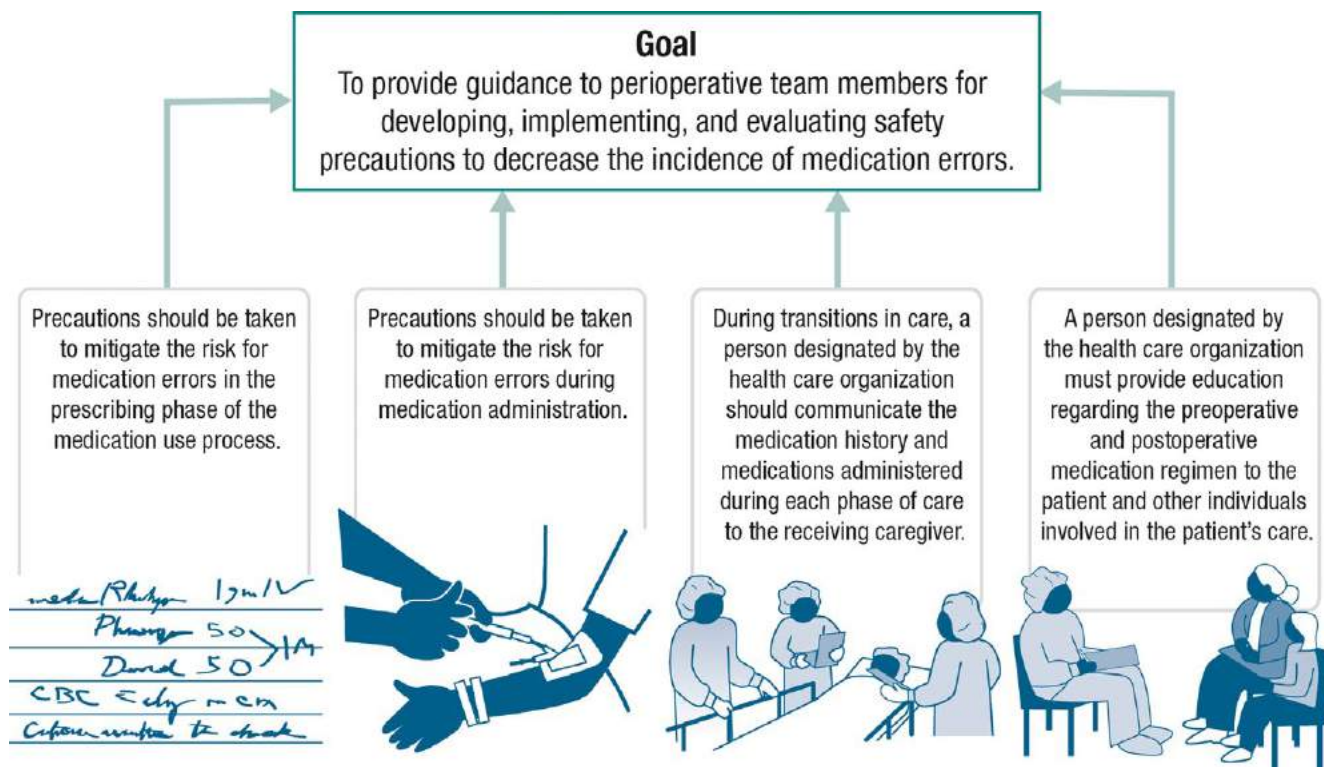 Goal
To provide guidance to perioperative team members for
developing, implementing, and evaluating safety
precautions to decrease the incidence of medication errors.
Precautions should be taken
to mitigate the risk for
medication errors in the
prescribing phase of the
medication use process.
Precautions should be taken
to mitigate the risk for
medication errors during
medication administration.
During transitions in care, a
person designated by the
health care organization
should communicate the
medication history and
medications administered
during each phase of care
to the receiving caregiver.
A person designated by
the health care organization
must provide education
regarding the preoperative
and postoperative
medication regimen to the
patient and other individuals
involved in the patient's care.
50
50
CBC